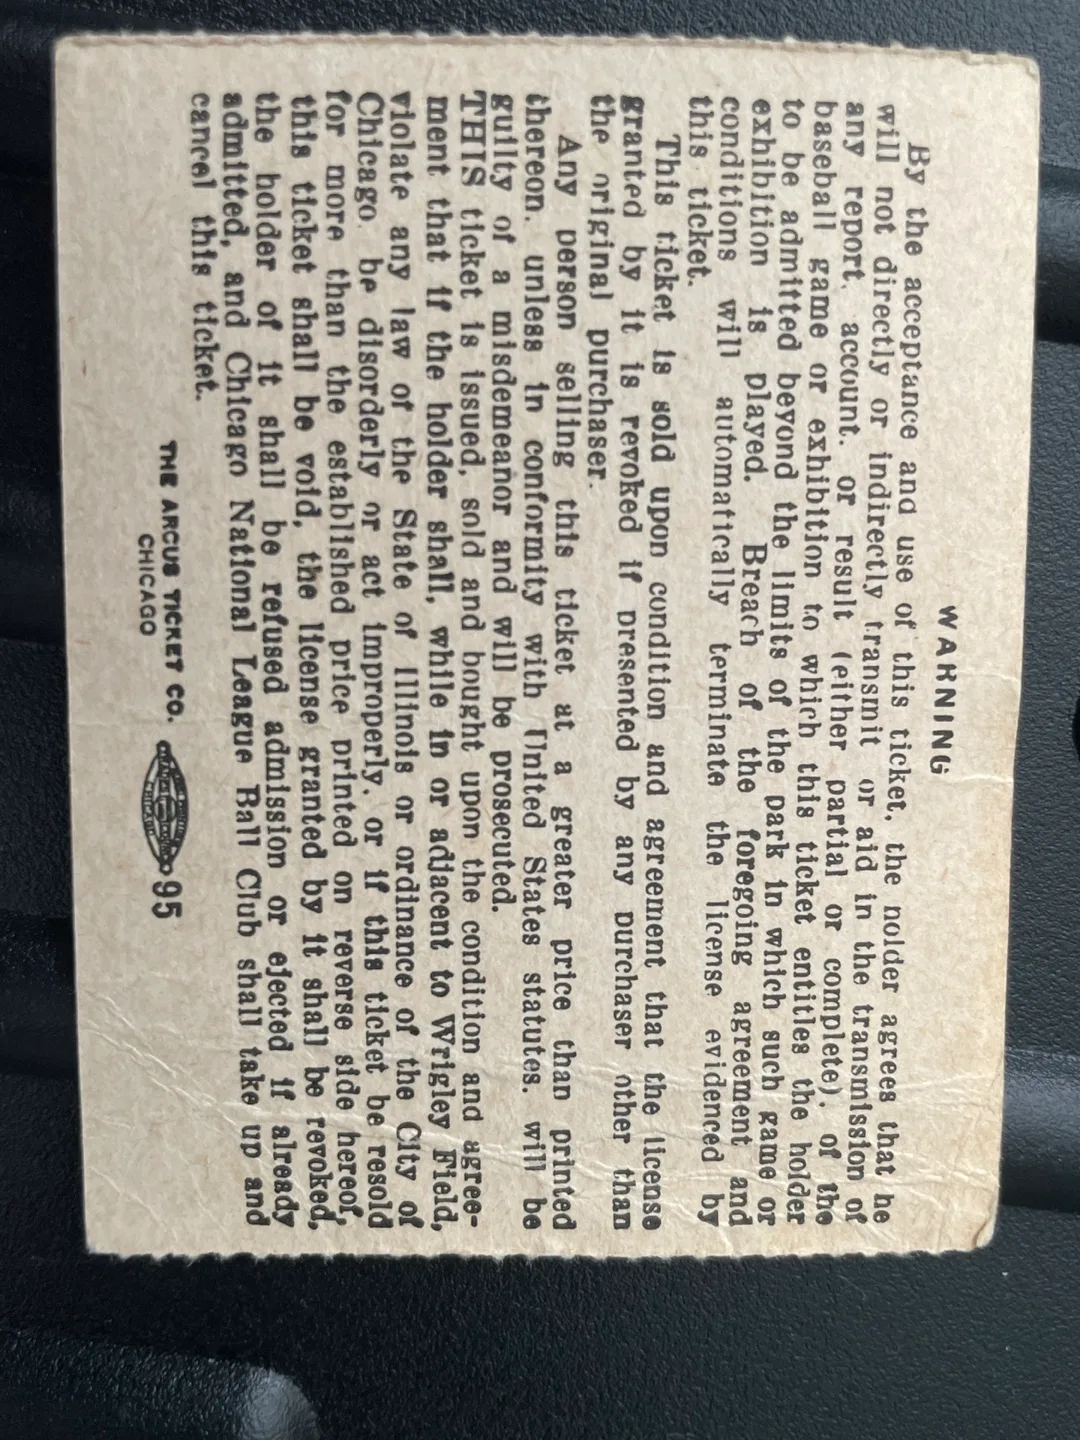 WARNING
By the acceptance and use of this ticket, the holder agrees that he
will not directly or indirectly transmit or aid in the transmission of
any report, account, or result (either partial or complete), of the
baseball game or exhibition to which this ticket entitles the holder
to be admitted beyond the limits of the park in which such game or
exhibition is played. Breach of the foregoing agreement and
conditions will automatically terminate the license evidenced by
this ticket.
This ticket is sold upon condition and agreement that the license
granted by it is revoked if presented by any purchaser other than
the original purchaser.
Any person selling this ticket at a greater price than printed
thereon, unless in conformity with United States statutes, will be
guilty of a misdemeanor and will be prosecuted.
THIS ticket is issued, sold and bought upon the condition and agree-
ment that if the holder shall, while in or adjacent to Wrigley Field,
violate any law of the State of Illinois or ordinance of the City of
Chicago, be disorderly or act improperly, or if this ticket be resold
for more than the established price printed on reverse side hereof,
this ticket shall be void, the license granted by it shall be revoked,
the holder of it shall be refused admission or ejected if already
admitted, and Chicago National League Ball Club shall take up and
cancel this ticket.
THE ARCUS TICKET CO. 95
CHICAGO